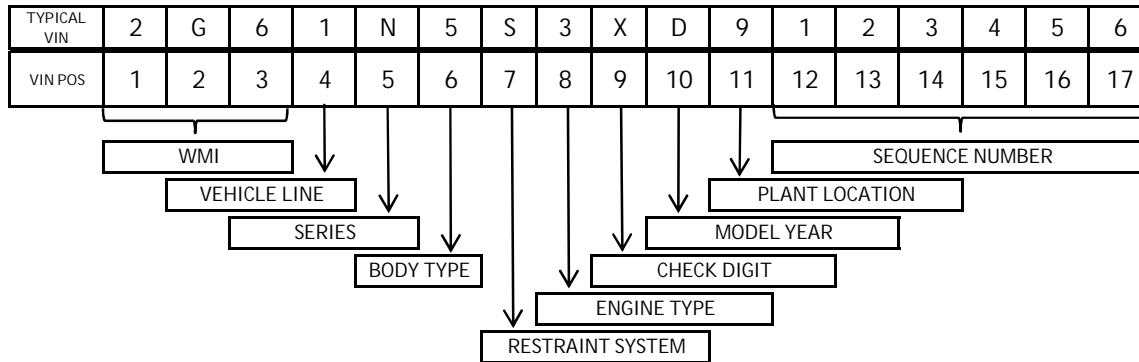 TYPICAL VIN 2 G 6 1 N 5 S 3 X D 9 1 2 3 4 5 6
VIN POS 1 2 3 4 5 6 7 8 9 10 11 12 13 14 15 16 17
WMI SEQUENCE NUMBER
VEHICLE LINE PLANT LOCATION
SERIES MODEL YEAR
BODY TYPE CHECK DIGIT
ENGINE TYPE
RESTRAINT SYSTEM